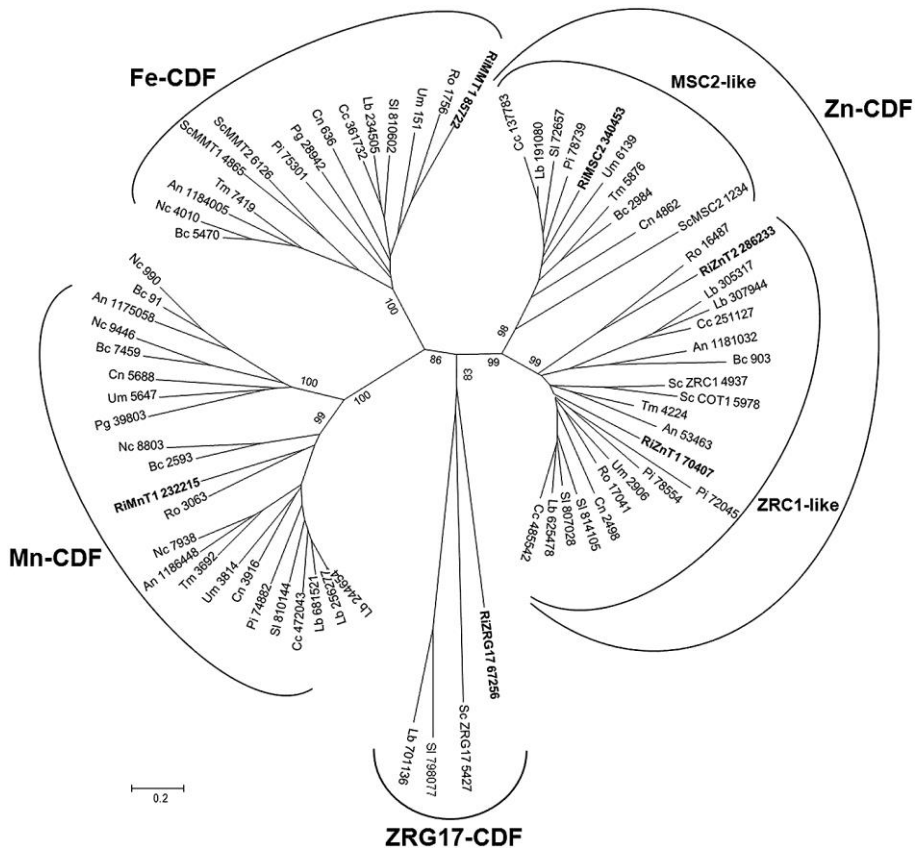 Fe-CDF
Nc 4010
Bc 5470
An 1184005
Tm 7419
ScMMT1 4865
ScMMT2 6126
Pi 75301
Pg 28942
Cn 636
Cc 361732
Lb 234505
Sl 810602
Um 151
Ro 1756
RiMMT1 85722
100
Zn-CDF
MSC2-like
Cc 137783
Lb 191080
Sl 72657
Pi 78739
RiMSC2 340453
Um 6139
Tm 5876
Bc 2984
Cn 4862
ScMSC2 1234
98
Ro 16487
RiZnT2 286233
Lb 305317
Lb 307944
Cc 251127
An 1181032
Bc 903
Sc ZRC1 4937
Sc COT1 5978
Tm 4224
An 53463
RiZnT1 70407
Pi 72045
Pi 78554
Um 2906
Ro 17041
Cn 2498
Sl 814105
Sl 807028
Lb 625478
Cc 485542
99
99
ZRC1-like
86
83
Mn-CDF
Nc 990
Bc 91
An 1175058
Nc 9446
Bc 7459
Cn 5688
Um 5647
Pg 39803
100
100
99
Nc 8803
Bc 2593
RiMnT1 232215
Ro 3063
Nc 7938
An 1186448
Tm 3692
Um 3814
Cn 3916
Pi 74882
Sl 810144
Cc 472043
Lb 681521
Lb 256277
Lb 244654
Lb 701136
Sl 798077
Sc ZRG17 5427
RiZRG17 67256
ZRG17-CDF
0.2